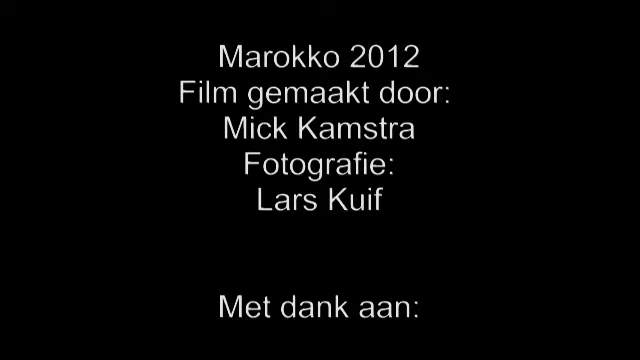 Marokko 2012
Film gemaakt door:
Mick Kamstra
Fotografie:
Lars Kuif
Met dank aan: